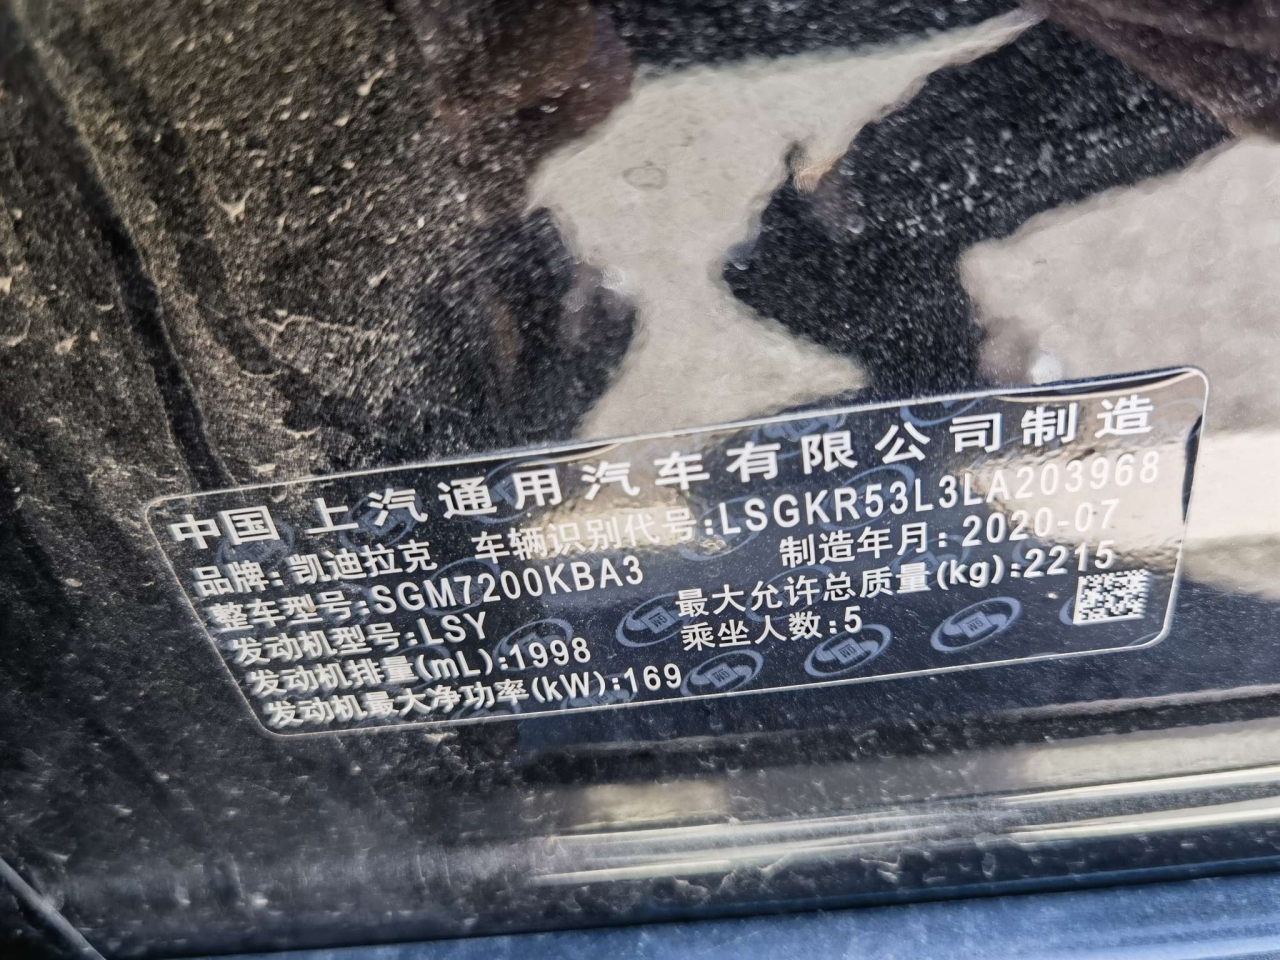 中国 上汽通用汽车有限公司制造
品牌:凯迪拉克 车辆识别代号:LSGKR53L3LA203968
整车型号:SGM7200KBA3 制造年月:2020-07
发动机型号:LSY 最大允许总质量(kg):2215
发动机排量(mL):1998 乘坐人数:5
发动机最大净功率(kW):169